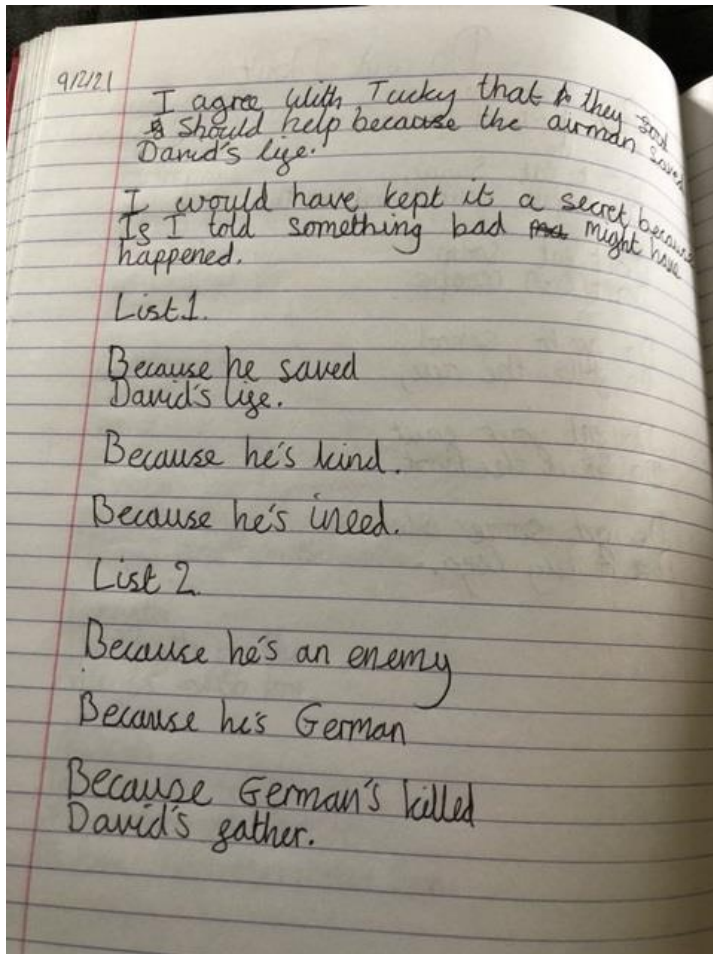 9/2/21
I agree with Tucky that they
should help because the airman saved
David's life.
I would have kept it a secret because
If I told something bad might have
happened.
List 1.
Because he saved
David's life.
Because he's kind.
Because he's ineed.
List 2
Because he's an enemy
Because he's German
Because German's killed
David's father.